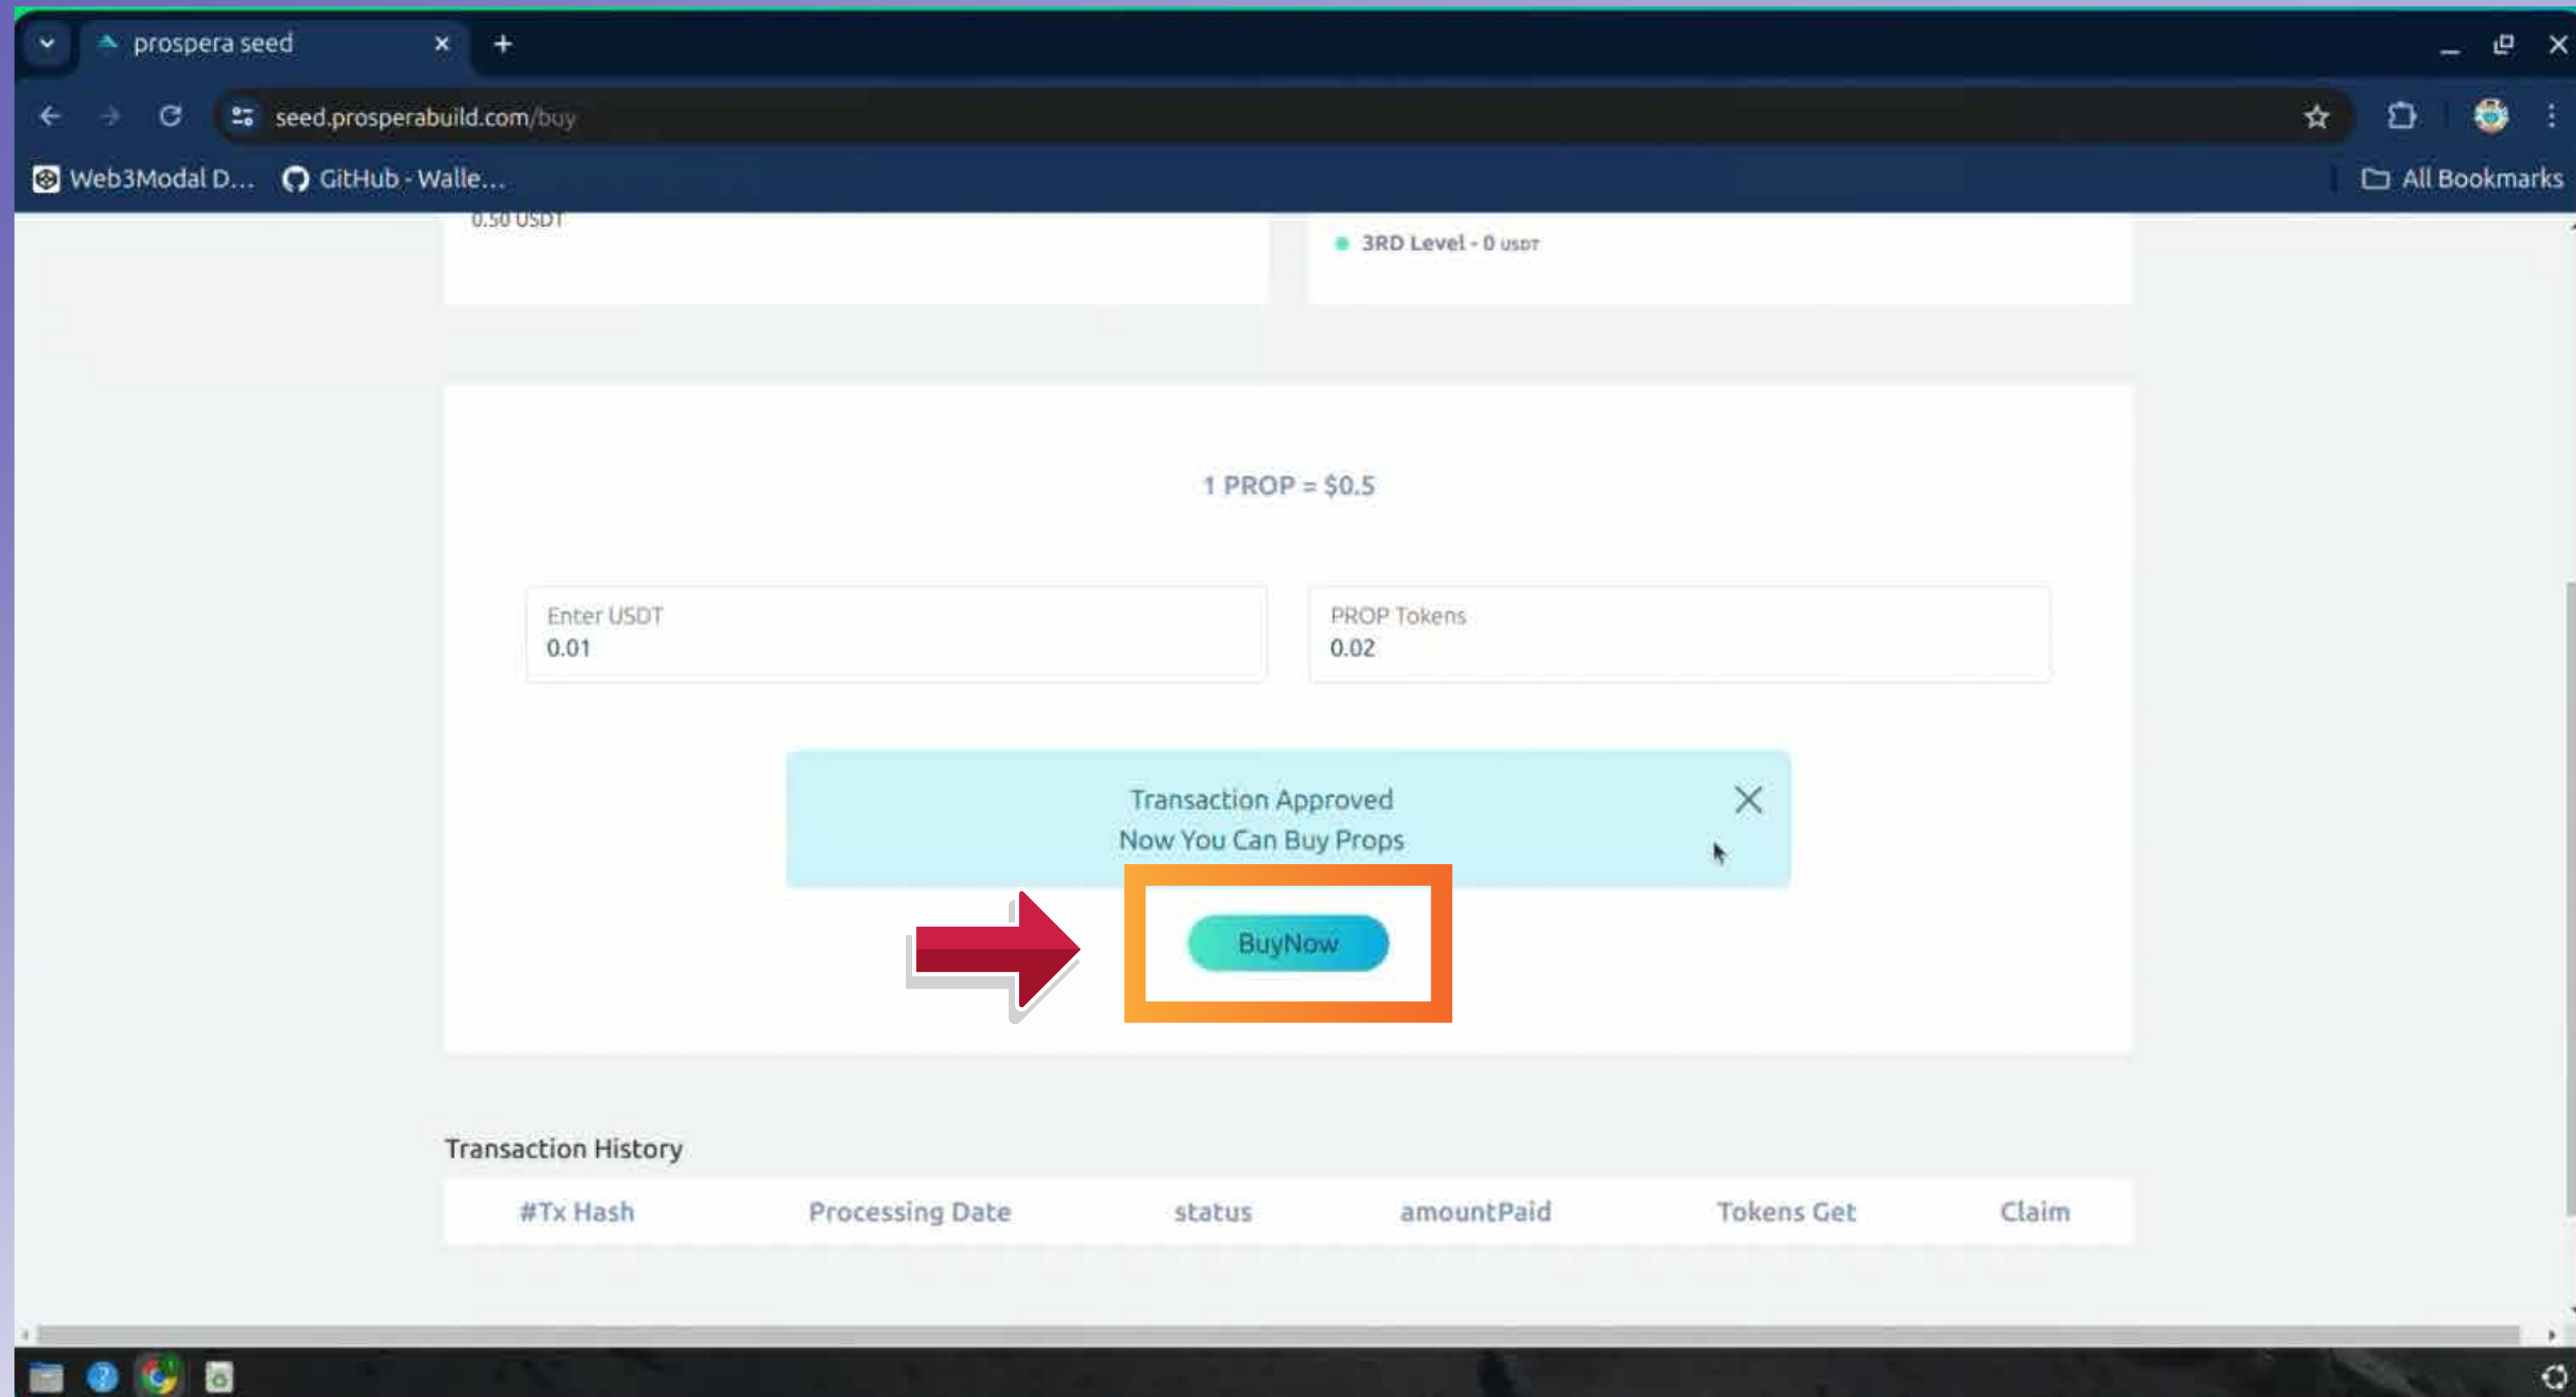 prospera seed
seed.prosperabuild.com/buy
Web3Modal D... GitHub - Walle... All Bookmarks
0.50 USDT
3RD Level - 0 USDT
1 PROP = $0.5
Enter USDT
0.01
PROP Tokens
0.02
Transaction Approved
Now You Can Buy Props
BuyNow
Transaction History
#Tx Hash Processing Date status amountPaid Tokens Get Claim